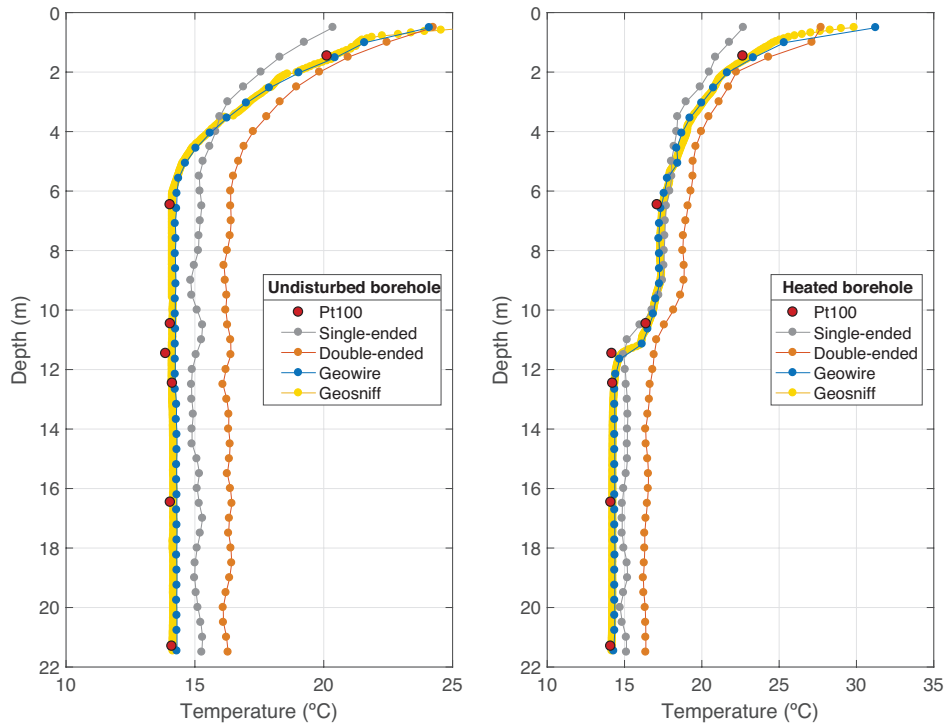 0
2
4
6
8
10
12
14
16
18
20
22
Depth (m)
10
15
20
25
Temperature (ºC)
Undisturbed borehole
Pt100
Single-ended
Double-ended
Geowire
Geosniff
0
2
4
6
8
10
12
14
16
18
20
22
Depth (m)
10
15
20
25
30
35
Temperature (ºC)
Heated borehole
Pt100
Single-ended
Double-ended
Geowire
Geosniff